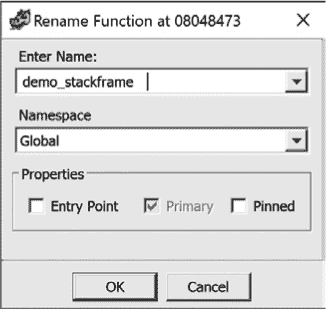 Rename Function at 08048473
Enter Name:
demo_stackframe
Namespace
Global
Properties
Entry Point Primary Pinned
OK Cancel